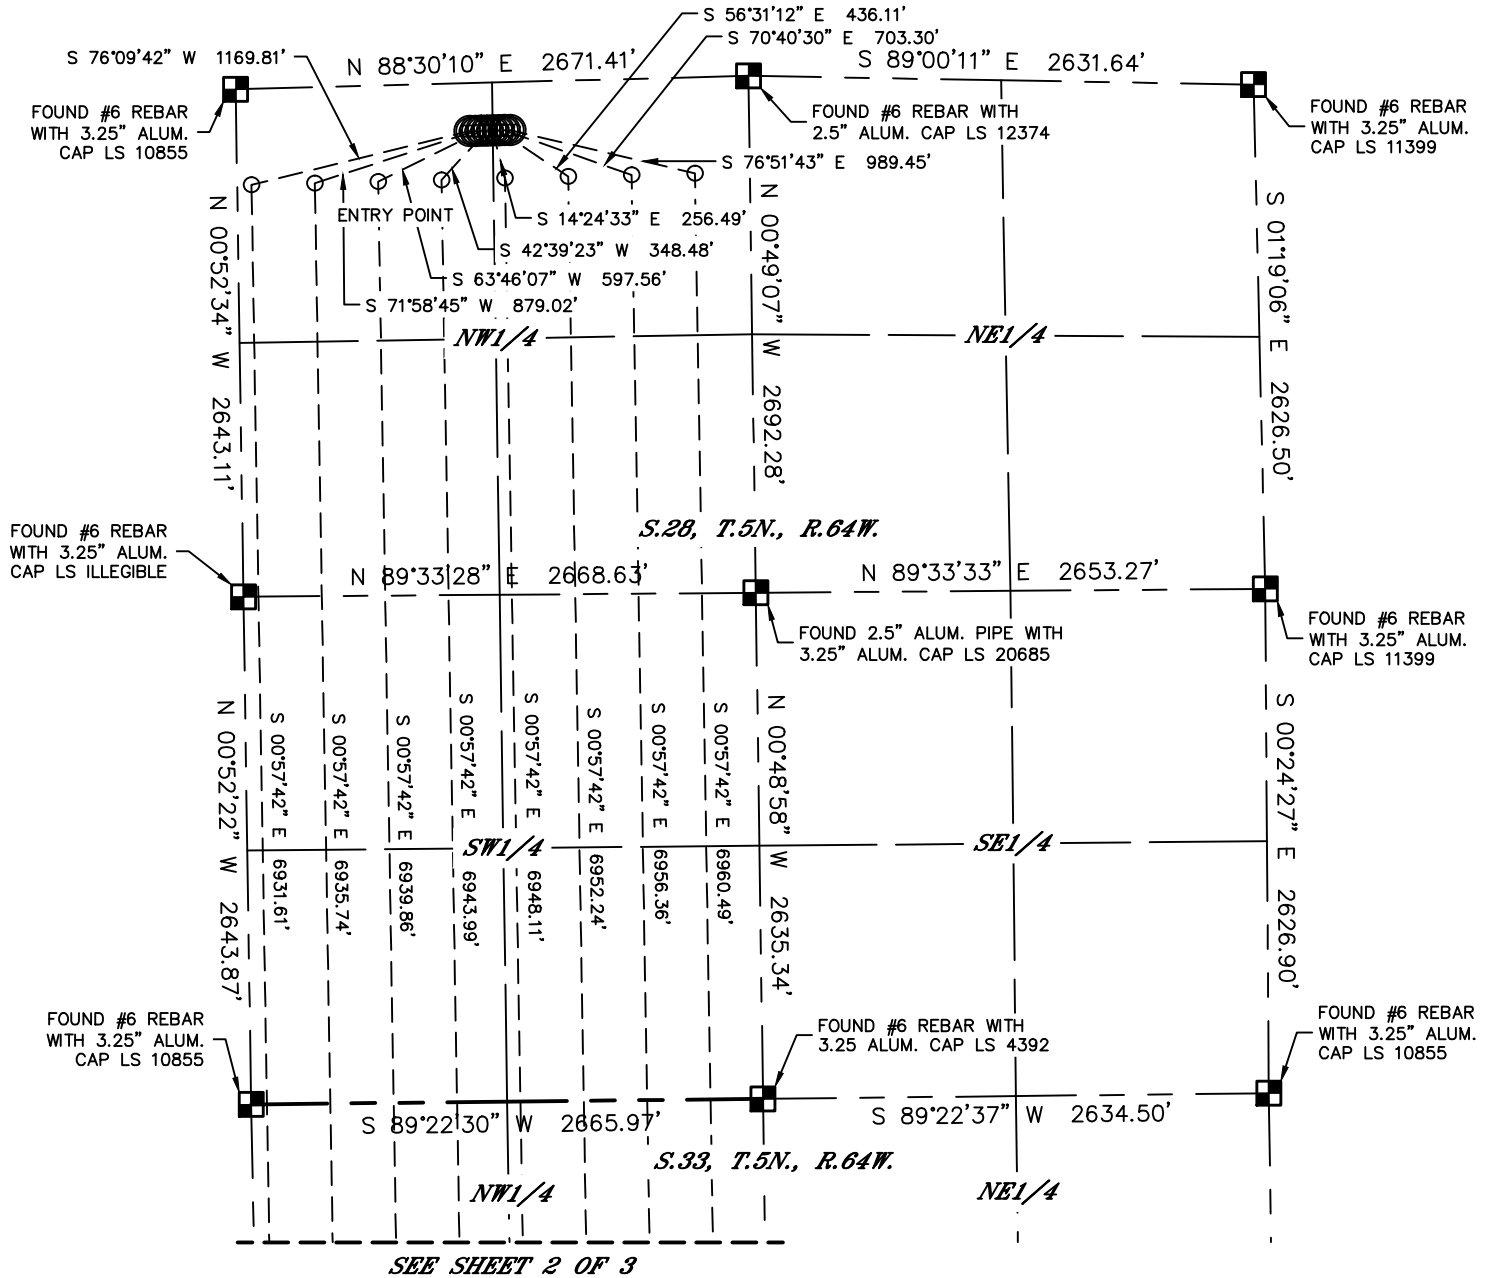 S 56°31'12" E 436.11'
S 70°40'30" E 703.30'
S 76°09'42" W 1169.81'
N 88°30'10" E 2671.41'
S 89°00'11" E 2631.64'
FOUND #6 REBAR
WITH 3.25" ALUM.
CAP LS 10855
FOUND #6 REBAR WITH
2.5" ALUM. CAP LS 12374
FOUND #6 REBAR
WITH 3.25" ALUM.
CAP LS 11399
S 76°51'43" E 989.45'
ENTRY POINT
S 14°24'33" E 256.49'
S 42°39'23" W 348.48'
S 63°46'07" W 597.56'
S 71°58'45" W 879.02'
N 00°52'34" W 2643.11'
N 00°49'07" W 2692.28'
S 01°19'06" E 2626.50'
NW1/4
NE1/4
S.28, T.5N., R.64W.
FOUND #6 REBAR
WITH 3.25" ALUM.
CAP LS ILLEGIBLE
N 89°33'28" E 2668.63'
N 89°33'33" E 2653.27'
FOUND 2.5" ALUM. PIPE WITH
3.25" ALUM. CAP LS 20685
FOUND #6 REBAR
WITH 3.25" ALUM.
CAP LS 11399
N 00°52'22" W 2643.87'
S 00°57'42" E 6931.61'
S 00°57'42" E 6935.74'
S 00°57'42" E 6939.86'
S 00°57'42" E 6943.99'
S 00°57'42" E 6948.11'
S 00°57'42" E 6952.24'
S 00°57'42" E 6956.36'
S 00°57'42" E 6960.49'
N 00°48'58" W 2635.34'
S 00°24'27" E 2626.90'
SW1/4
SE1/4
FOUND #6 REBAR
WITH 3.25" ALUM.
CAP LS 10855
FOUND #6 REBAR WITH
3.25 ALUM. CAP LS 4392
FOUND #6 REBAR
WITH 3.25" ALUM.
CAP LS 10855
S 89°22'30" W 2665.97'
S 89°22'37" W 2634.50'
S.33, T.5N., R.64W.
NW1/4
NE1/4
SEE SHEET 2 OF 3